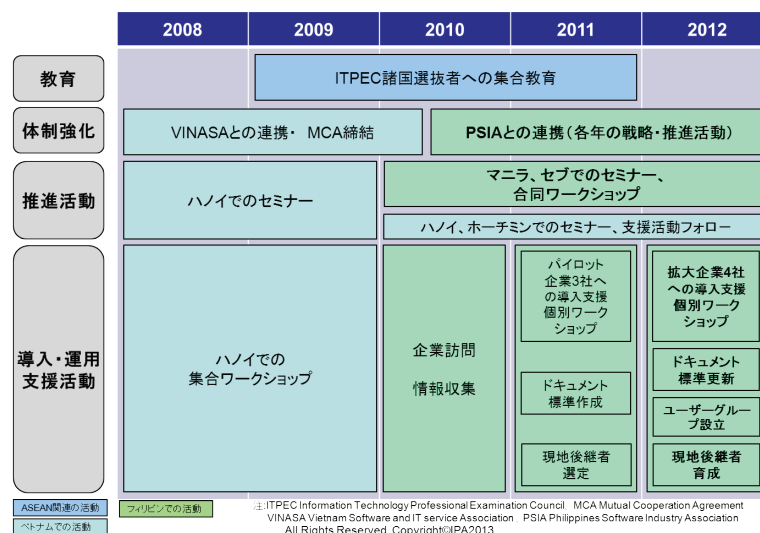 2008 2009 2010 2011 2012
教育
ITPEC諸国選抜者への集合教育
体制強化
VINASAとの連携・ MCA締結
PSIAとの連携（各年の戦略・推進活動）
推進活動
ハノイでのセミナー
マニラ、セブでのセミナー、
合同ワークショップ
ハノイ、ホーチミンでのセミナー、支援活動フォロー
導入・運用
支援活動
ハノイでの
集合ワークショップ
企業訪問
情報収集
パイロット
企業3社へ
の導入支援
個別ワーク
ショップ
ドキュメント
標準作成
現地後継者
選定
拡大企業4社
への導入支援
個別ワーク
ショップ
ドキュメント
標準更新
ユーザーグルー
プ設立
現地後継者
育成
ASEAN関連の活動
フィリピンでの活動
ベトナムでの活動
注:ITPEC Information Technology Professional Examination Council、MCA Mutual Cooperation Agreement
VINASA Vietnam Software and IT service Association 、PSIA Philippines Software Industry Association
All Rights Reserved, Copyright©IPA2013